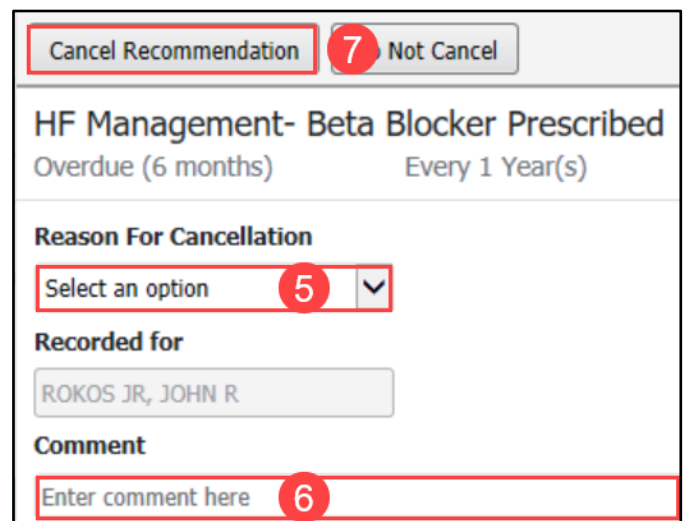 Cancel Recommendation 7 Not Cancel
HF Management- Beta Blocker Prescribed
Overdue (6 months) Every 1 Year(s)
Reason For Cancellation
Select an option 5
Recorded for
ROKOS JR, JOHN R
Comment
Enter comment here 6